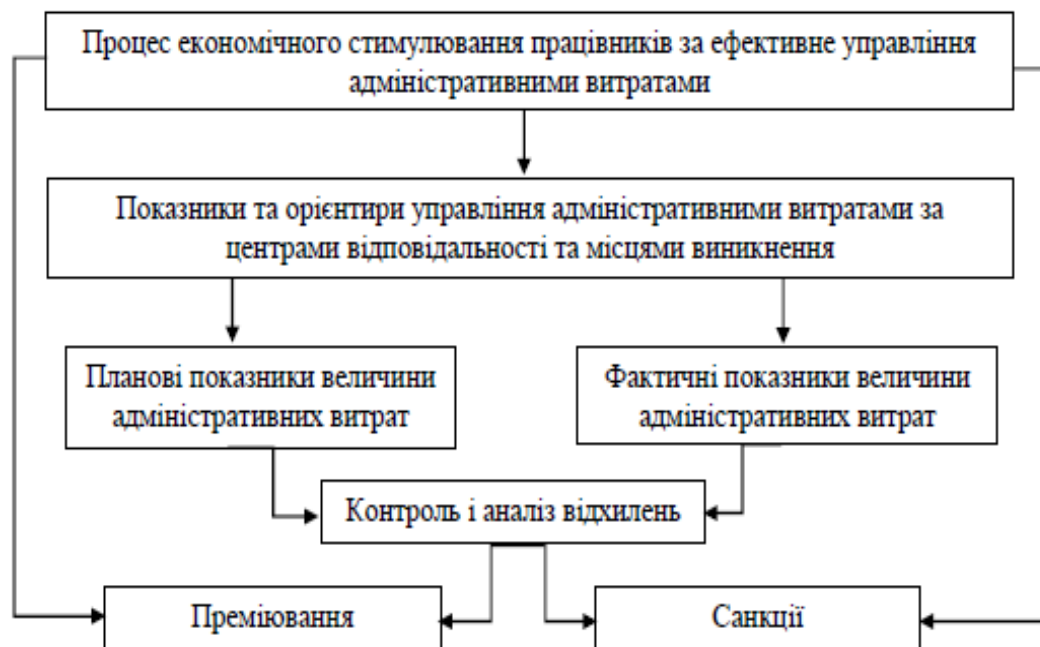 Процес економічного стимулювання працівників за ефективне управління
адміністративними витратами
Показники та орієнтири управління адміністративними витратами за
центрами відповідальності та місцями виникнення
Планові показники величини
адміністративних витрат
Фактичні показники величини
адміністративних витрат
Контроль і аналіз відхилень
Преміювання
Санкції